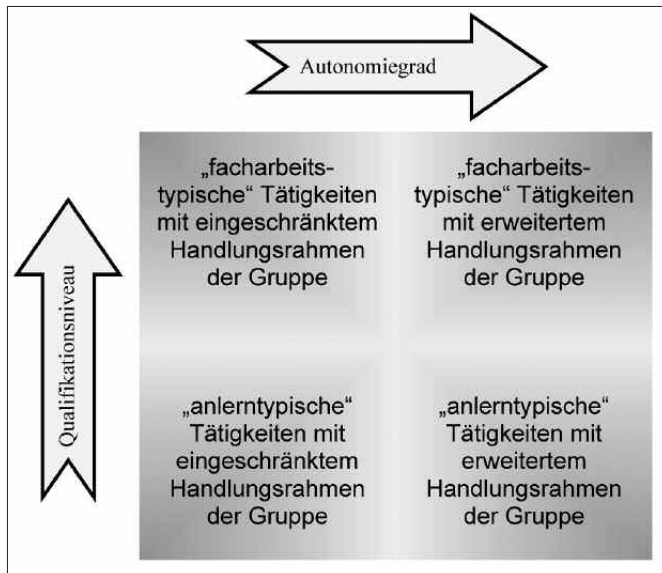 Autonomiegrad
Qualifikationsniveau
„facharbeits-
typische“ Tätigkeiten
mit eingeschränktem
Handlungsrahmen
der Gruppe
„facharbeits-
typische“ Tätigkeiten
mit erweitertem
Handlungsrahmen
der Gruppe
„anlerntypische“
Tätigkeiten mit
eingeschränktem
Handlungsrahmen
der Gruppe
„anlerntypische“
Tätigkeiten mit
erweitertem
Handlungsrahmen
der Gruppe